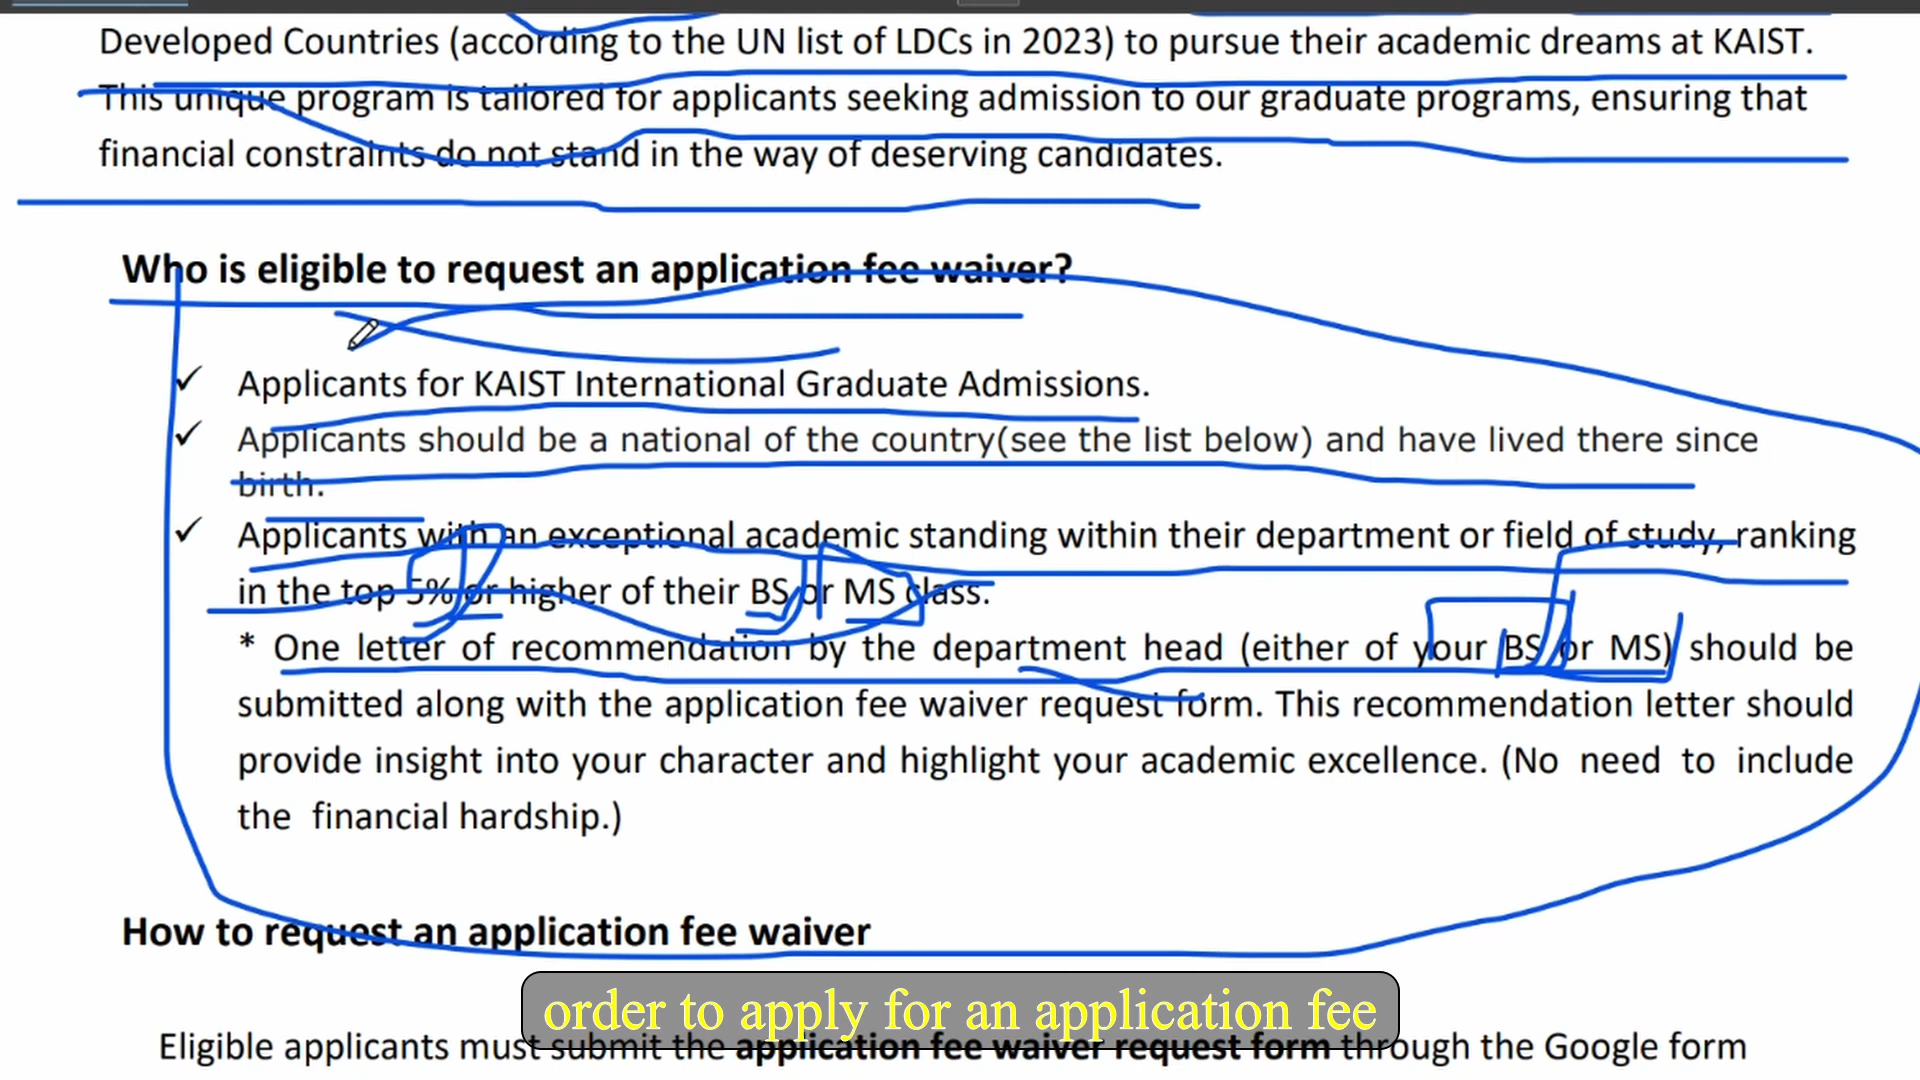 Developed Countries (according to the UN list of LDCs in 2023) to pursue their academic dreams at KAIST.
This unique program is tailored for applicants seeking admission to our graduate programs, ensuring that
financial constraints do not stand in the way of deserving candidates.
Who is eligible to request an application fee waiver?
✓ Applicants for KAIST International Graduate Admissions.
✓ Applicants should be a national of the country(see the list below) and have lived there since
birth.
✓ Applicants with an exceptional academic standing within their department or field of study, ranking
in the top 5% or higher of their BS or MS class.
* One letter of recommendation by the department head (either of your BS or MS) should be
submitted along with the application fee waiver request form. This recommendation letter should
provide insight into your character and highlight your academic excellence. (No need to include
the financial hardship.)
How to request an application fee waiver
order to apply for an application fee
Eligible applicants must submit the application fee waiver request form through the Google form